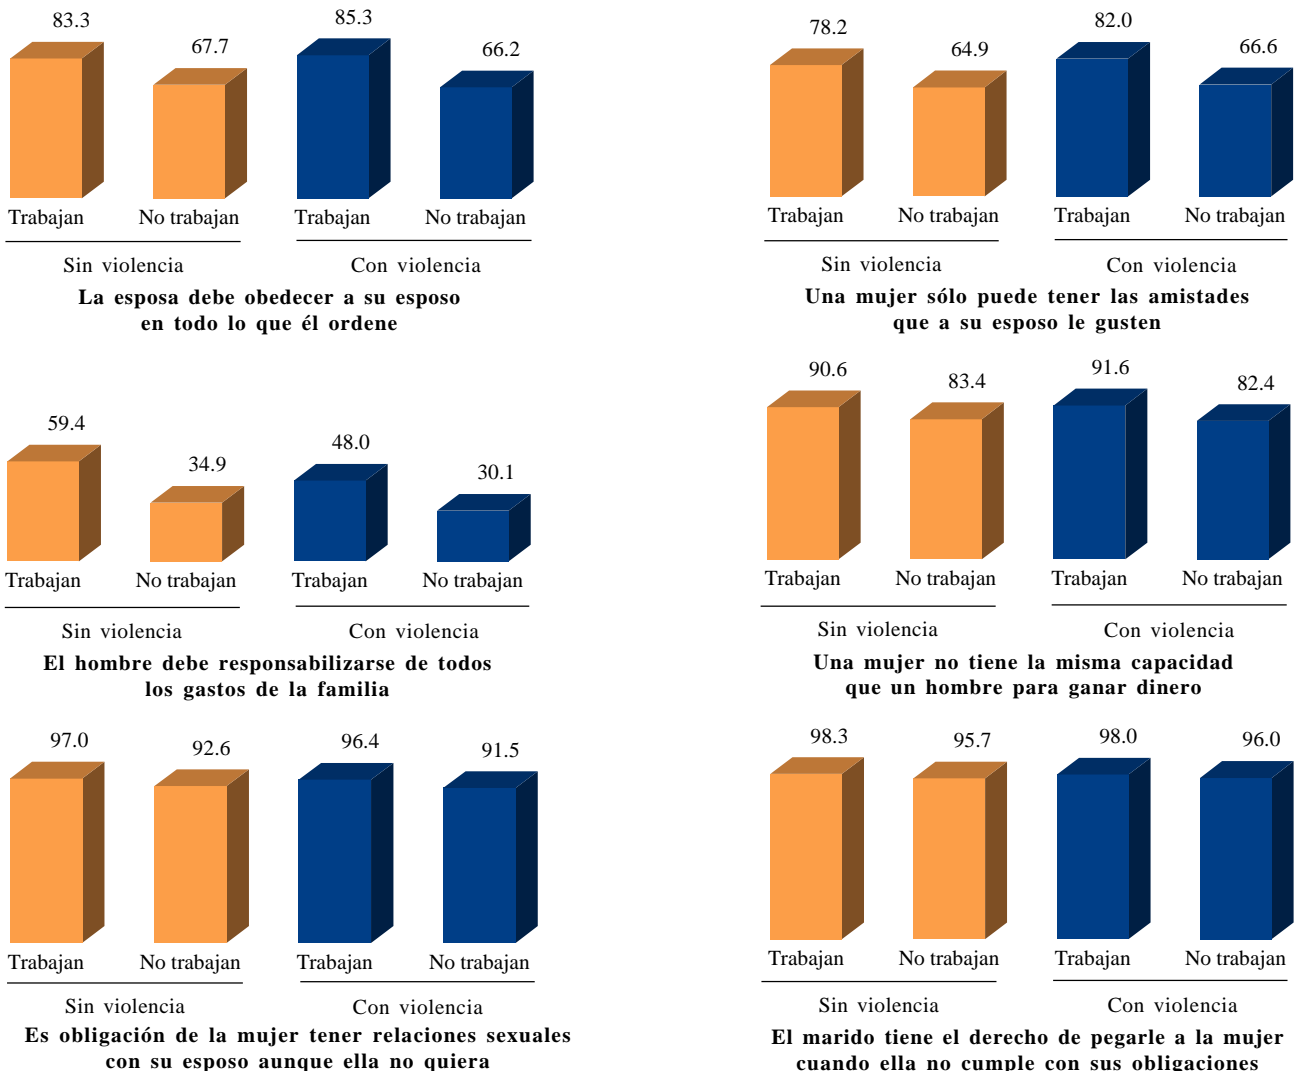 83.3
67.7
85.3
66.2
Trabajan No trabajan Trabajan No trabajan
Sin violencia Con violencia
La esposa debe obedecer a su esposo
en todo lo que él ordene
78.2
64.9
82.0
66.6
Trabajan No trabajan Trabajan No trabajan
Sin violencia Con violencia
Una mujer sólo puede tener las amistades
que a su esposo le gusten
59.4
34.9
48.0
30.1
Trabajan No trabajan Trabajan No trabajan
Sin violencia Con violencia
El hombre debe responsabilizarse de todos
los gastos de la familia
90.6
83.4
91.6
82.4
Trabajan No trabajan Trabajan No trabajan
Sin violencia Con violencia
Una mujer no tiene la misma capacidad
que un hombre para ganar dinero
97.0
92.6
96.4
91.5
Trabajan No trabajan Trabajan No trabajan
Sin violencia Con violencia
Es obligación de la mujer tener relaciones sexuales
con su esposo aunque ella no quiera
98.3
95.7
98.0
96.0
Trabajan No trabajan Trabajan No trabajan
Sin violencia Con violencia
El marido tiene el derecho de pegarle a la mujer
cuando ella no cumple con sus obligaciones